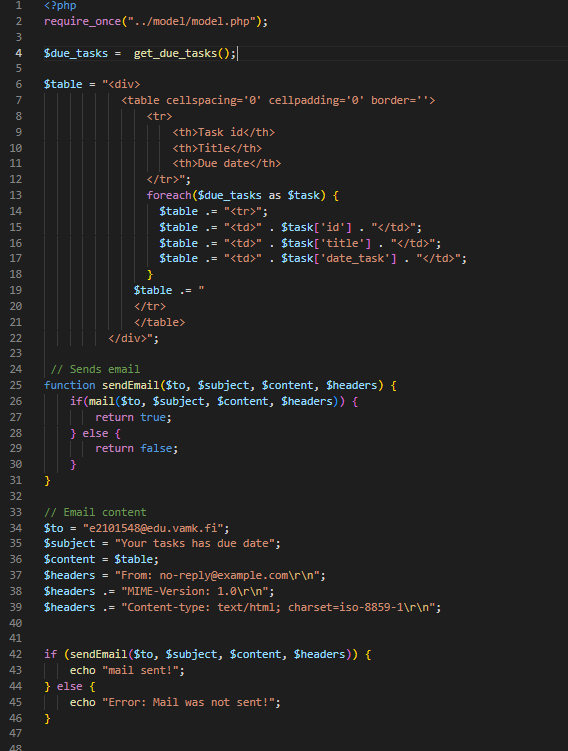 1 <?php
2 require_once("../model/model.php");
3
4 $due_tasks =  get_due_tasks();
5
6 $table = "<div>
7 <table cellspacing='0' cellpadding='0' border=''>
8 <tr>
9 <th>Task id</th>
10 <th>Title</th>
11 <th>Due date</th>
12 </tr>";
13 foreach($due_tasks as $task) {
14 $table .= "<tr>";
15 $table .= "<td>" . $task['id'] . "</td>";
16 $table .= "<td>" . $task['title'] . "</td>";
17 $table .= "<td>" . $task['date_task'] . "</td>";
18 }
19 $table .= "
20 </tr>
21 </table>
22 </div>";
23
24 // Sends email
25 function sendEmail($to, $subject, $content, $headers) {
26 if(mail($to, $subject, $content, $headers)) {
27 return true;
28 } else {
29 return false;
30 }
31 }
32
33 // Email content
34 $to = "e2101548@edu.vamk.fi";
35 $subject = "Your tasks has due date";
36 $content = $table;
37 $headers = "From: no-reply@example.com\r\n";
38 $headers .= "MIME-Version: 1.0\r\n";
39 $headers .= "Content-type: text/html; charset=iso-8859-1\r\n";
40
41
42 if (sendEmail($to, $subject, $content, $headers)) {
43 echo "mail sent!";
44 } else {
45 echo "Error: Mail was not sent!";
46 }
47
48